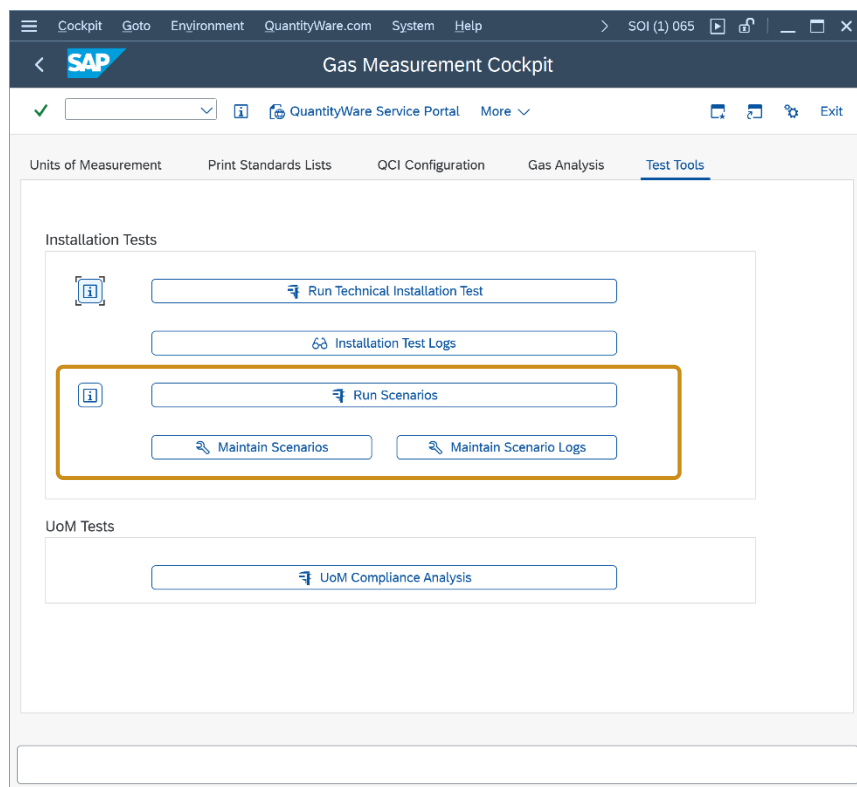 Cockpit Goto Environment QuantityWare.com System Help SOI (1) 065
SAP Gas Measurement Cockpit
QuantityWare Service Portal More Exit
Units of Measurement Print Standards Lists QCI Configuration Gas Analysis Test Tools
Installation Tests
Run Technical Installation Test
Installation Test Logs
Run Scenarios
Maintain Scenarios Maintain Scenario Logs
UoM Tests
UoM Compliance Analysis